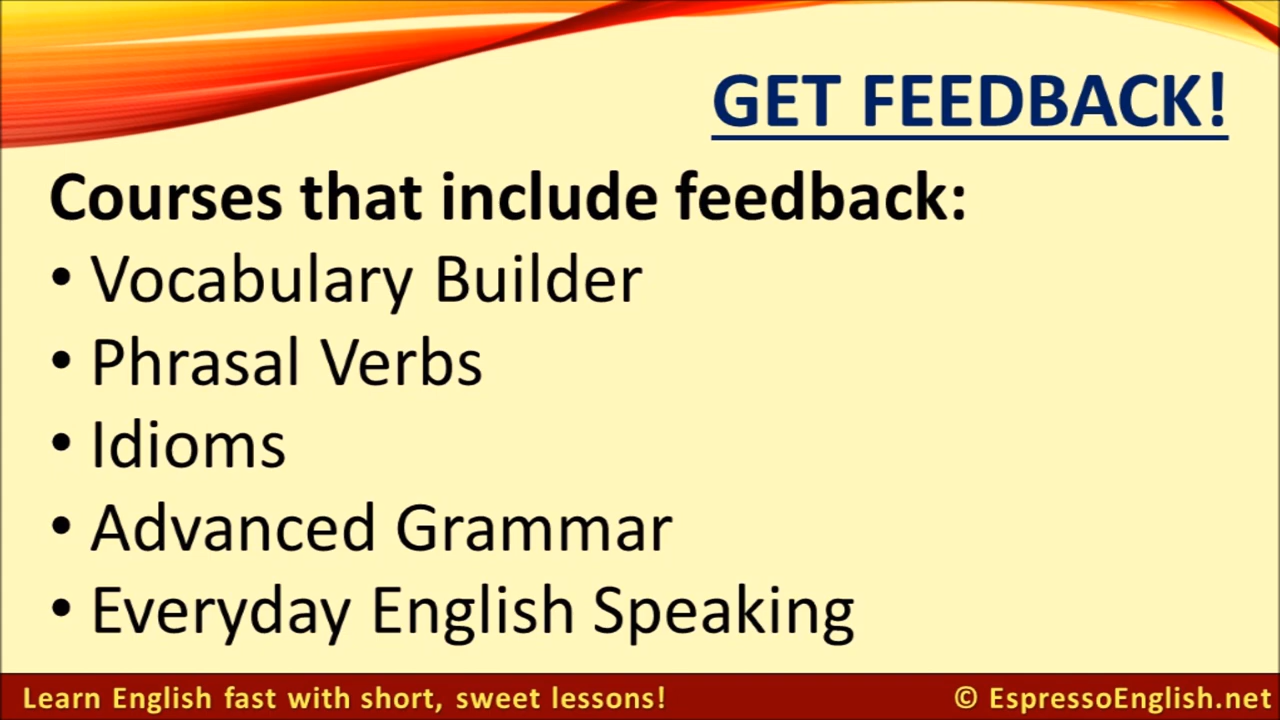 GET FEEDBACK!
Courses that include feedback:
• Vocabulary Builder
• Phrasal Verbs
• Idioms
• Advanced Grammar
• Everyday English Speaking
Learn English fast with short, sweet lessons!
© EspressoEnglish.net